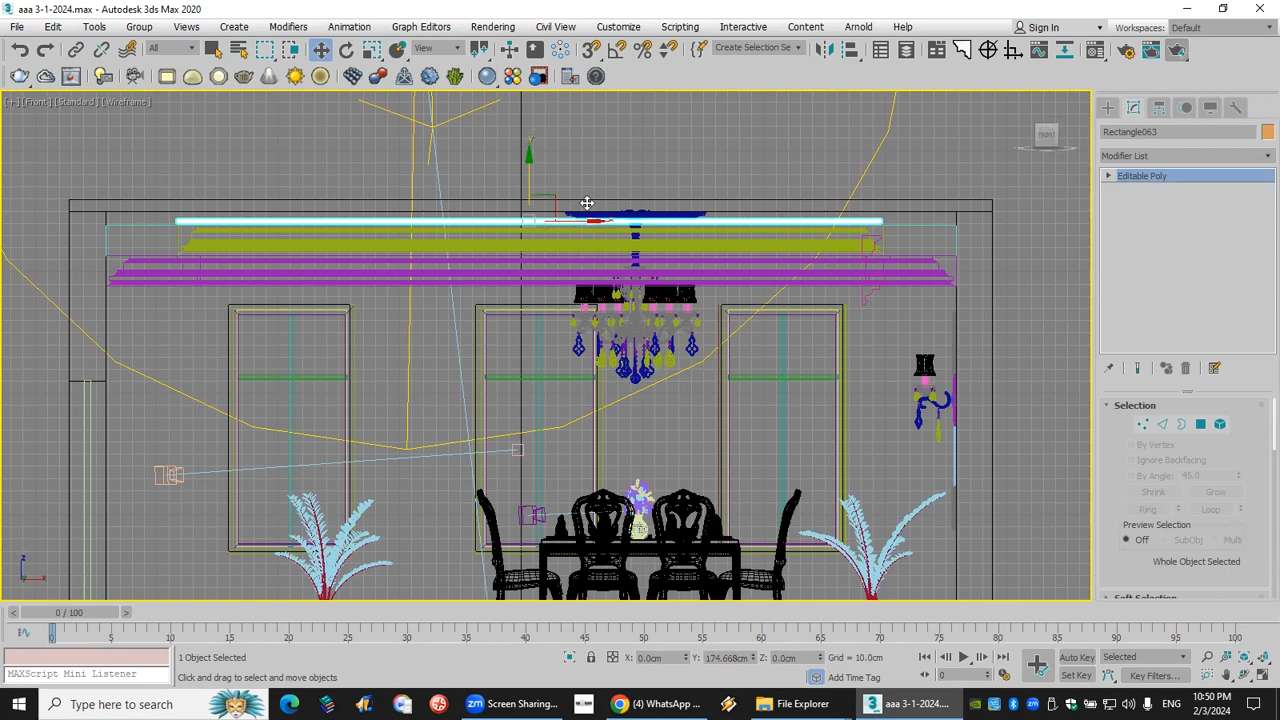 aaa 3-1-2024.max - Autodesk 3ds Max 2020
File Edit Tools Group Views Create Modifiers Animation Graph Editors Rendering Civil View Customize Scripting Interactive Content Arnold Help Sign In Workspaces: Default
All View Create Selection Se
[+] [Front] [Standard] [Wireframe]
FRONT
Rectangle063
Modifier List
Editable Poly
Selection
By Vertex
Ignore Backfacing
By Angle: 45.0
Shrink Grow
Ring Loop
Preview Selection
Off SubObj Multi
Whole Object Selected
Soft Selection
0 / 100
0 5 10 15 20 25 30 35 40 45 50 55 60 65 70 75 80 85 90 95 100
1 Object Selected
X: 0.0cm Y: 174.668cm Z: 0.0cm Grid = 10.0cm
Auto Key Selected
MAXScript Mini Listener
Click and drag to select and move objects
Add Time Tag
0
Set Key Key Filters...
Type here to search
Screen Sharing...
(4) WhatsApp ...
File Explorer
aaa 3-1-2024....
10:50 PM
2/3/2024